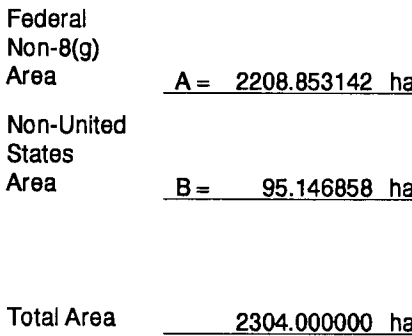 Federal
Non-8(g)
Area A = 2208.853142 ha
Non-United
States
Area B = 95.146858 ha
Total Area 2304.000000 ha